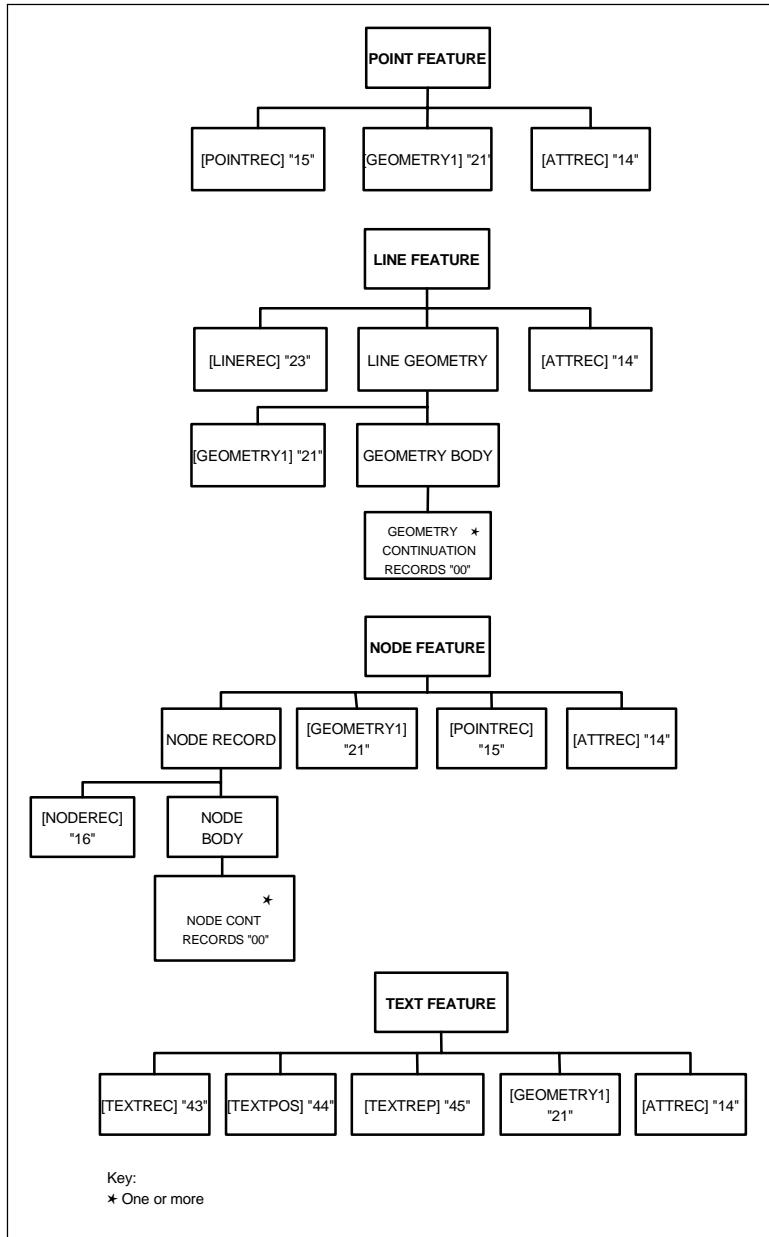 POINT FEATURE
[POINTREC] "15"
[GEOMETRY1] "21"
[ATTREC] "14"
LINE FEATURE
[LINEREC] "23"
LINE GEOMETRY
[ATTREC] "14"
[GEOMETRY1] "21"
GEOMETRY BODY
GEOMETRY ★
CONTINUATION
RECORDS "00"
NODE FEATURE
NODE RECORD
[GEOMETRY1]
"21"
[POINTREC]
"15"
[ATTREC] "14"
[NODEREC]
"16"
NODE
BODY
★
NODE CONT
RECORDS "00"
TEXT FEATURE
[TEXTREC] "43"
[TEXTPOS] "44"
[TEXTREP] "45"
[GEOMETRY1]
"21"
[ATTREC] "14"
Key:
★ One or more